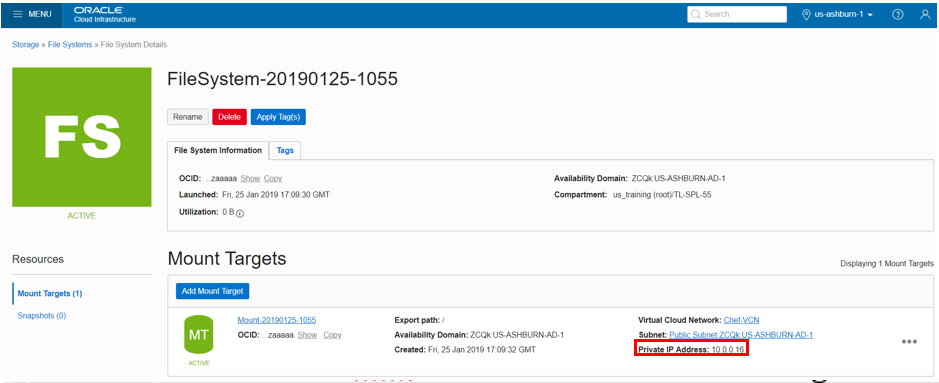 MENU
ORACLE
Cloud Infrastructure
Search
us-ashburn-1
Storage » File Systems » File System Details
FS
ACTIVE
FileSystem-20190125-1055
Rename
Delete
Apply Tag(s)
File System Information
Tags
OCID: ...zaaaaa Show Copy
Availability Domain: ZCQk:US-ASHBURN-AD-1
Launched: Fri, 25 Jan 2019 17:09:30 GMT
Compartment: us_training (root)/TL-SPL-55
Utilization: 0 B
Resources
Mount Targets (1)
Snapshots (0)
Mount Targets
Displaying 1 Mount Targets
Add Mount Target
MT
ACTIVE
Mount-20190125-1055
OCID: ...zaaaaa Show Copy
Export path: /
Availability Domain: ZCQk:US-ASHBURN-AD-1
Created: Fri, 25 Jan 2019 17:09:32 GMT
Virtual Cloud Network: Chef-VCN
Subnet: Public Subnet ZCQk:US-ASHBURN-AD-1
Private IP Address: 10.0.0.16